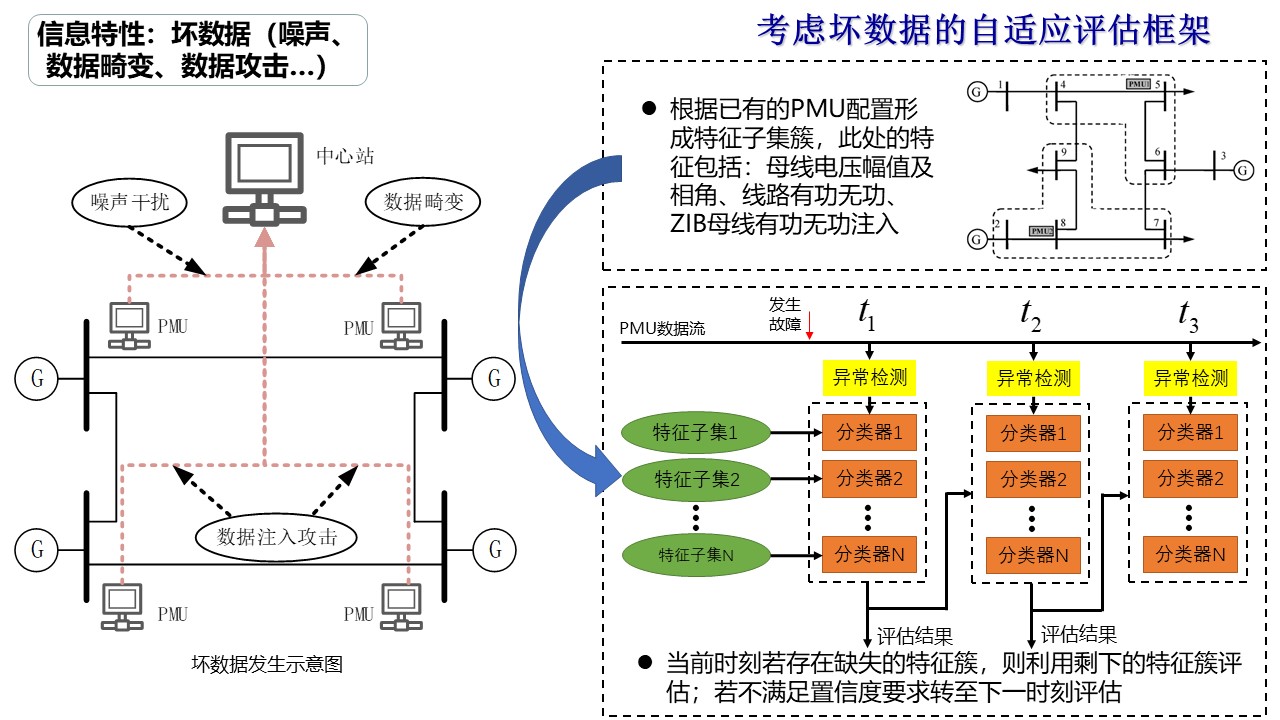 信息特性：坏数据（噪声、
数据畸变、数据攻击...）
中心站
噪声干扰
数据畸变
PMU
PMU
G
G
数据注入攻击
G
G
PMU
PMU
坏数据发生示意图
考虑坏数据的自适应评估框架
● 根据已有的PMU配置形
成特征子集簇，此处的特
征包括：母线电压幅值及
相角、线路有功无功、
ZIB母线有功无功注入
G 1 4 PMU1 5
9 6 3 G
G 2 PMU2 8 7
发生
故障
t1 t2 t3
PMU数据流
异常检测 异常检测 异常检测
特征子集1 分类器1 分类器1 分类器1
特征子集2 分类器2 分类器2 分类器2
特征子集N 分类器N 分类器N 分类器N
评估结果 评估结果
● 当前时刻若存在缺失的特征簇，则利用剩下的特征簇评
估；若不满足置信度要求转至下一时刻评估